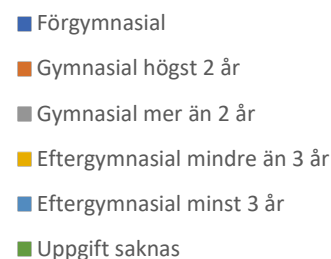 Förgymnasial
Gymnasial högst 2 år
Gymnasial mer än 2 år
Eftergymnasial mindre än 3 år
Eftergymnasial minst 3 år
Uppgift saknas